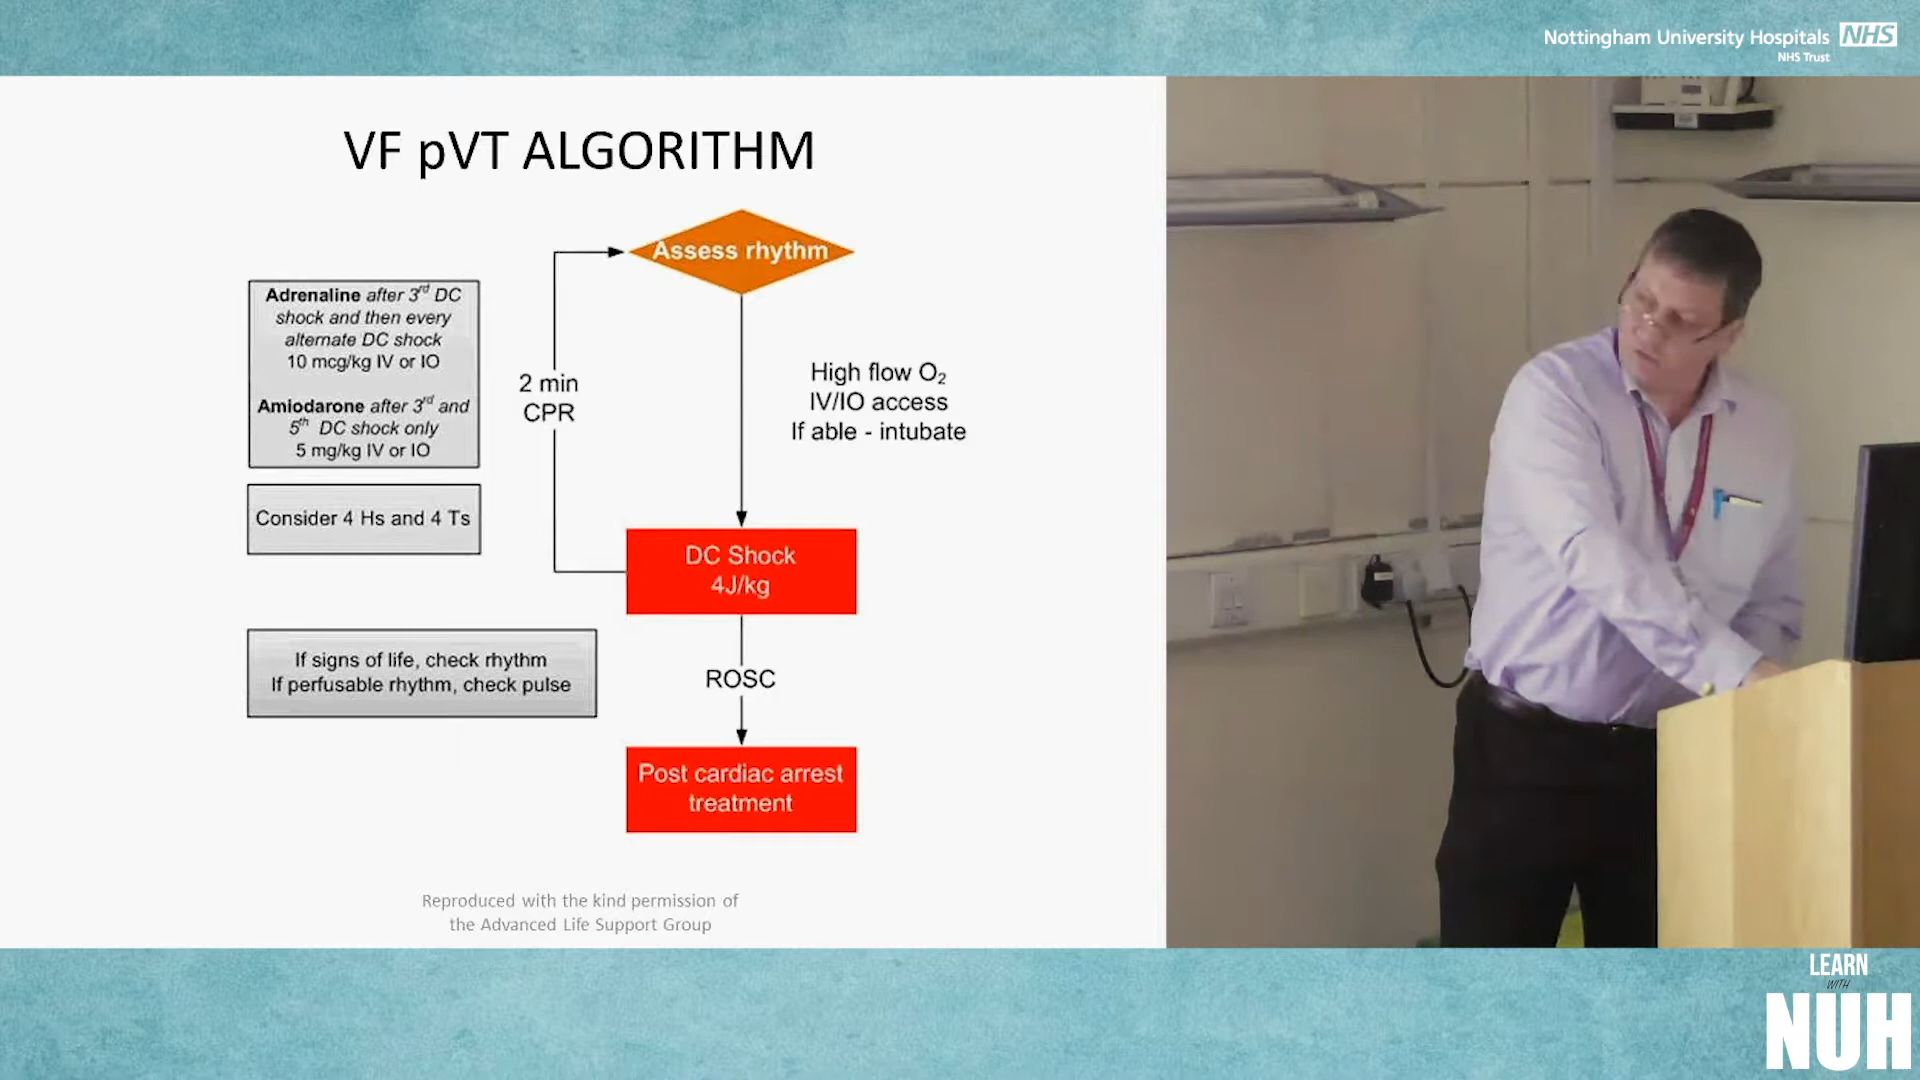 Nottingham University Hospitals NHS
NHS Trust
VF pVT ALGORITHM
Assess rhythm
Adrenaline after 3rd DC
shock and then every
alternate DC shock
10 mcg/kg IV or IO
Amiodarone after 3rd and
5th DC shock only
5 mg/kg IV or IO
2 min
CPR
High flow O₂
IV/IO access
If able - intubate
Consider 4 Hs and 4 Ts
DC Shock
4J/kg
If signs of life, check rhythm
If perfusable rhythm, check pulse
ROSC
Post cardiac arrest
treatment
Reproduced with the kind permission of
the Advanced Life Support Group
LEARN
WITH
NUH